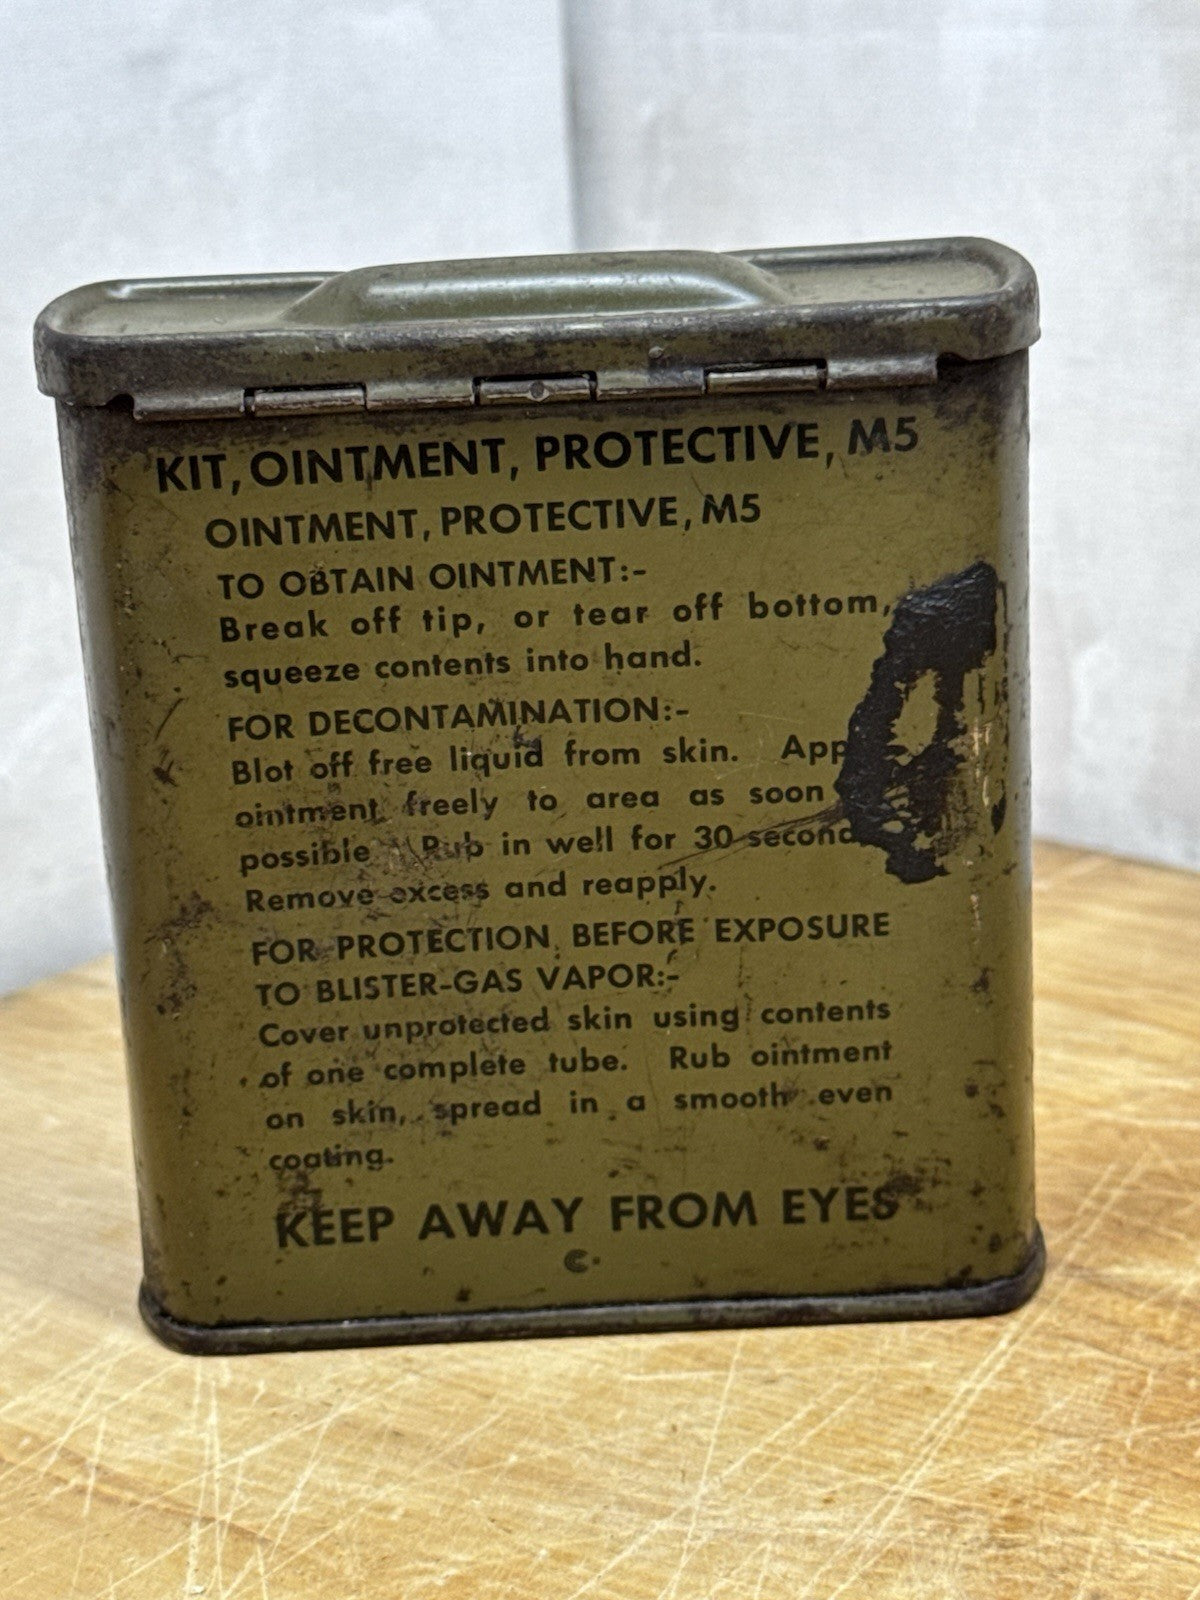 KIT, OINTMENT, PROTECTIVE, M5
OINTMENT, PROTECTIVE, M5
TO OBTAIN OINTMENT:-
Break off tip, or tear off bottom,
squeeze contents into hand.
FOR DECONTAMINATION:-
Blot off free liquid from skin.
ointment freely to area as soon
possible. Rub in well for 30
Remove excess and reapply.
FOR PROTECTION BEFORE EXPOSURE
TO BLISTER-GAS VAPOR:-
Cover unprotected skin using contents
of one complete tube. Rub ointment
on skin, spread in a smooth even
coating.
KEEP AWAY FROM EYES